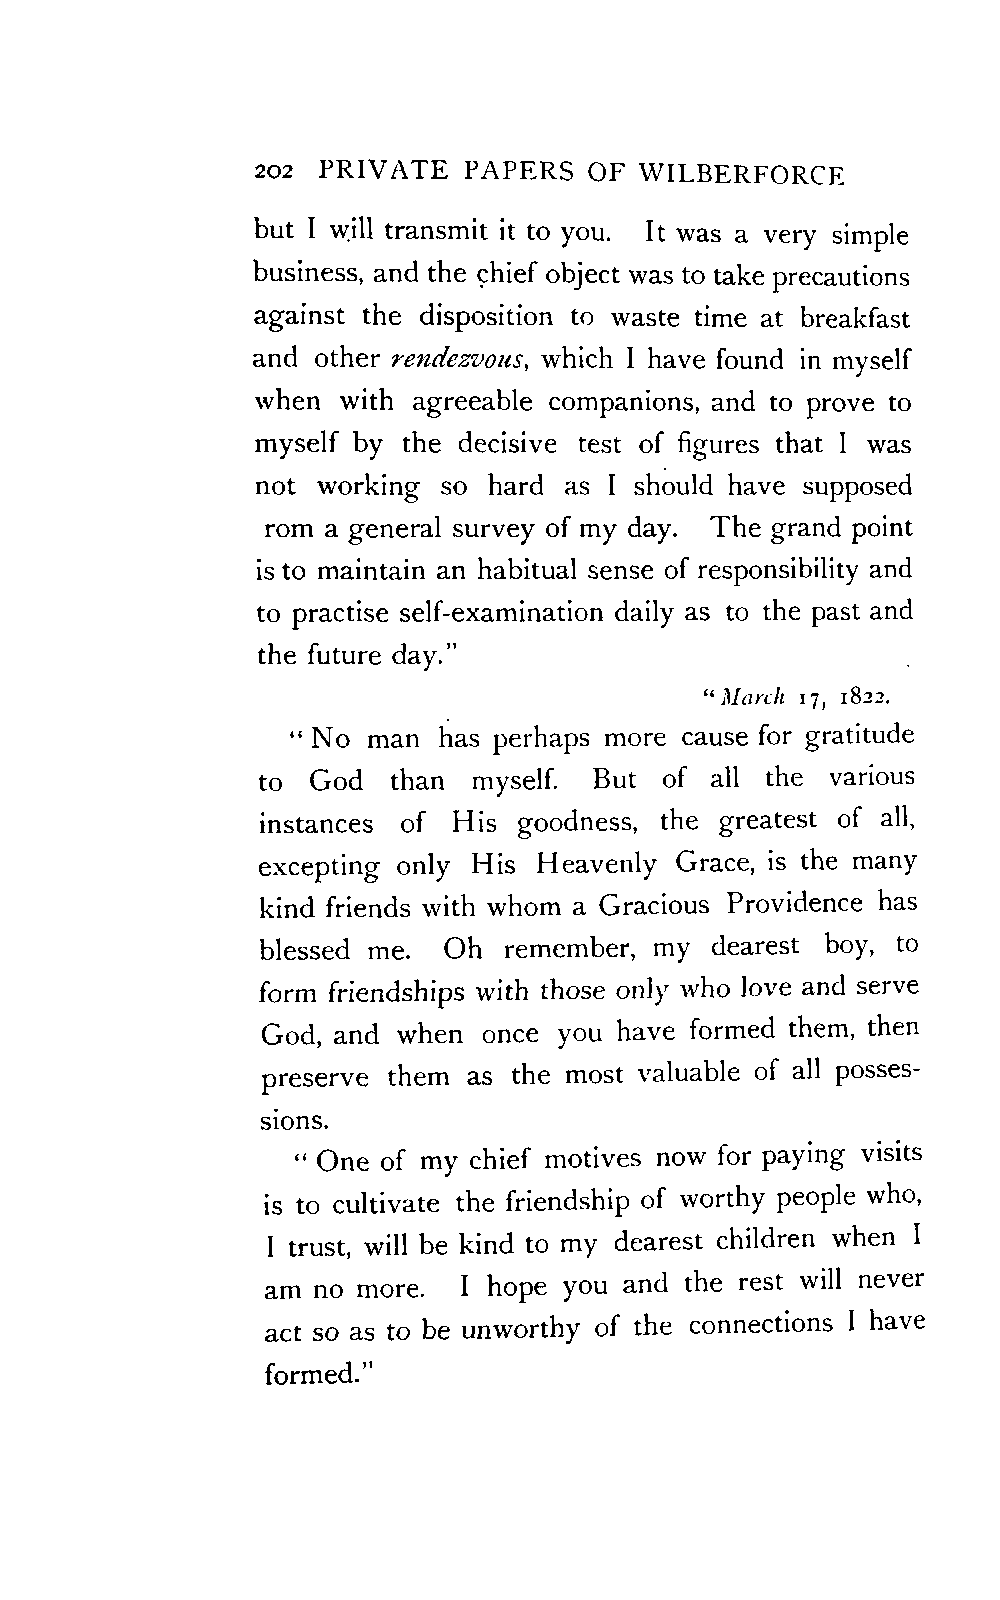 202 PRIVATE PAPERS OF WILBERFORCE
but I will transmit it to you. It was a very simple
business, and the chief object was to take precautions
against the disposition to waste time at breakfast
and other rendezvous, which I have found in myself
when with agreeable companions, and to prove to
myself by the decisive test of figures that I was
not working so hard as I should have supposed
rom a general survey of my day. The grand point
is to maintain an habitual sense of responsibility and
to practise self-examination daily as to the past and
the future day."
"March 17, 1822.
"No man has perhaps more cause for gratitude
to God than myself. But of all the various
instances of His goodness, the greatest of all,
excepting only His Heavenly Grace, is the many
kind friends with whom a Gracious Providence has
blessed me. Oh remember, my dearest boy, to
form friendships with those only who love and serve
God, and when once you have formed them, then
preserve them as the most valuable of all posses-
sions.
"One of my chief motives now for paying visits
is to cultivate the friendship of worthy people who,
I trust, will be kind to my dearest children when I
am no more. I hope you and the rest will never
act so as to be unworthy of the connections I have
formed."